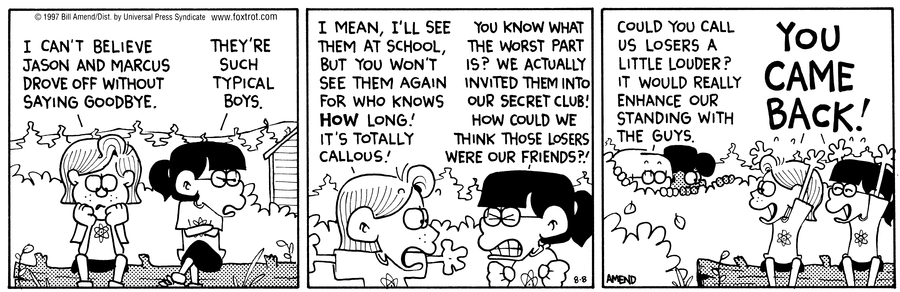 © 1997 Bill Amend/Dist. by Universal Press Syndicate www.foxtrot.com
I CAN'T BELIEVE
JASON AND MARCUS
DROVE OFF WITHOUT
SAYING GOODBYE.
THEY'RE
SUCH
TYPICAL
BOYS.
I MEAN, I'LL SEE
THEM AT SCHOOL,
BUT YOU WON'T
SEE THEM AGAIN
FOR WHO KNOWS
HOW LONG!
IT'S TOTALLY
CALLOUS!
YOU KNOW WHAT
THE WORST PART
IS? WE ACTUALLY
INVITED THEM INTO
OUR SECRET CLUB!
HOW COULD WE
THINK THOSE LOSERS
WERE OUR FRIENDS?!
8-8
COULD YOU CALL
US LOSERS A
LITTLE LOUDER?
IT WOULD REALLY
ENHANCE OUR
STANDING WITH
THE GUYS.
YOU
CAME
BACK!
AMEND